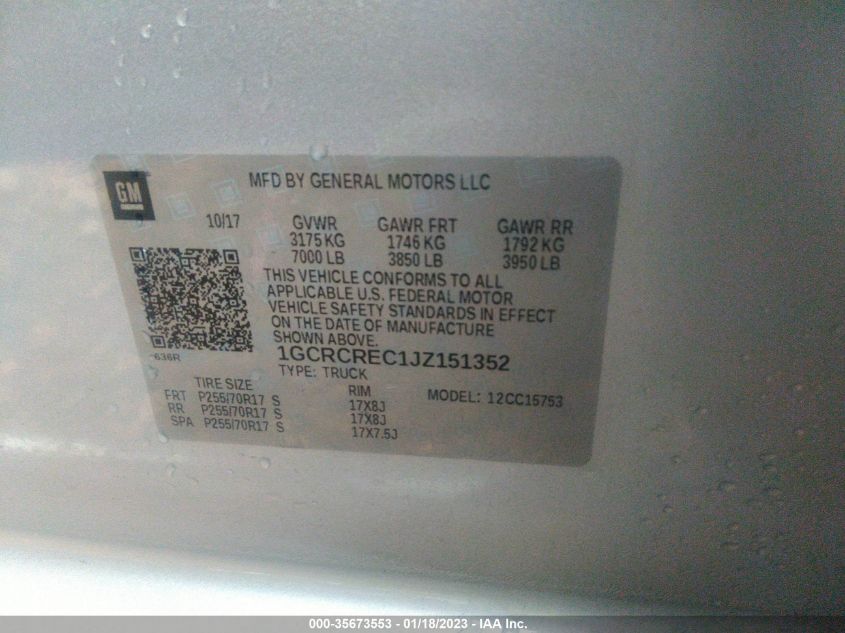 GM
MFD BY GENERAL MOTORS LLC
10/17 GVWR GAWR FRT GAWR RR
3175 KG 1746 KG 1792 KG
7000 LB 3850 LB 3950 LB
THIS VEHICLE CONFORMS TO ALL
APPLICABLE U.S. FEDERAL MOTOR
VEHICLE SAFETY STANDARDS IN EFFECT
ON THE DATE OF MANUFACTURE
SHOWN ABOVE.
636R
1GCRCREC1JZ151352
TYPE: TRUCK
TIRE SIZE RIM MODEL: 12CC15753
FRT P255/70R17 S 17X8J
RR P255/70R17 S 17X8J
SPA P255/70R17 S 17X7.5J
000-35673553 - 01/18/2023 - IAA Inc.